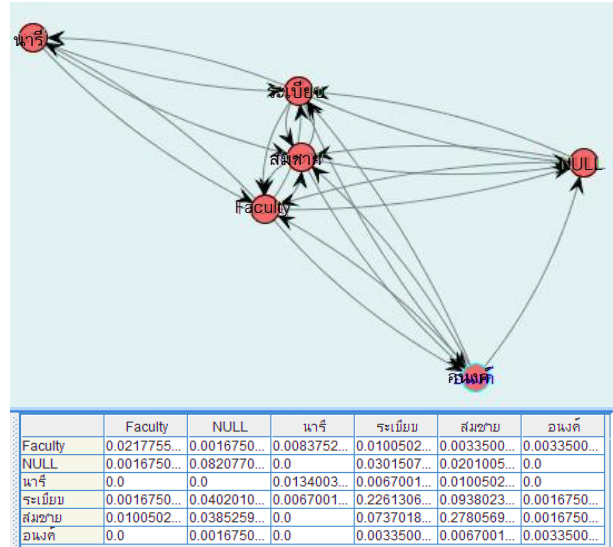 นารี
ระเบียบ
สมชาย
NULL
Faculty
อนงค์
Faculty NULL นารี ระเบียบ สมชาย อนงค์
Faculty 0.0217755... 0.0016750... 0.0083752... 0.0100502... 0.0033500... 0.0033500...
NULL 0.0016750... 0.0820770... 0.0 0.0301507... 0.0201005... 0.0
นารี 0.0 0.0 0.0134003... 0.0067001... 0.0100502... 0.0
ระเบียบ 0.0016750... 0.0402010... 0.0067001... 0.2261306... 0.0938023... 0.0016750...
สมชาย 0.0100502... 0.0385259... 0.0 0.0737018... 0.2780569... 0.0016750...
อนงค์ 0.0 0.0016750... 0.0 0.0033500... 0.0067001... 0.0033500...